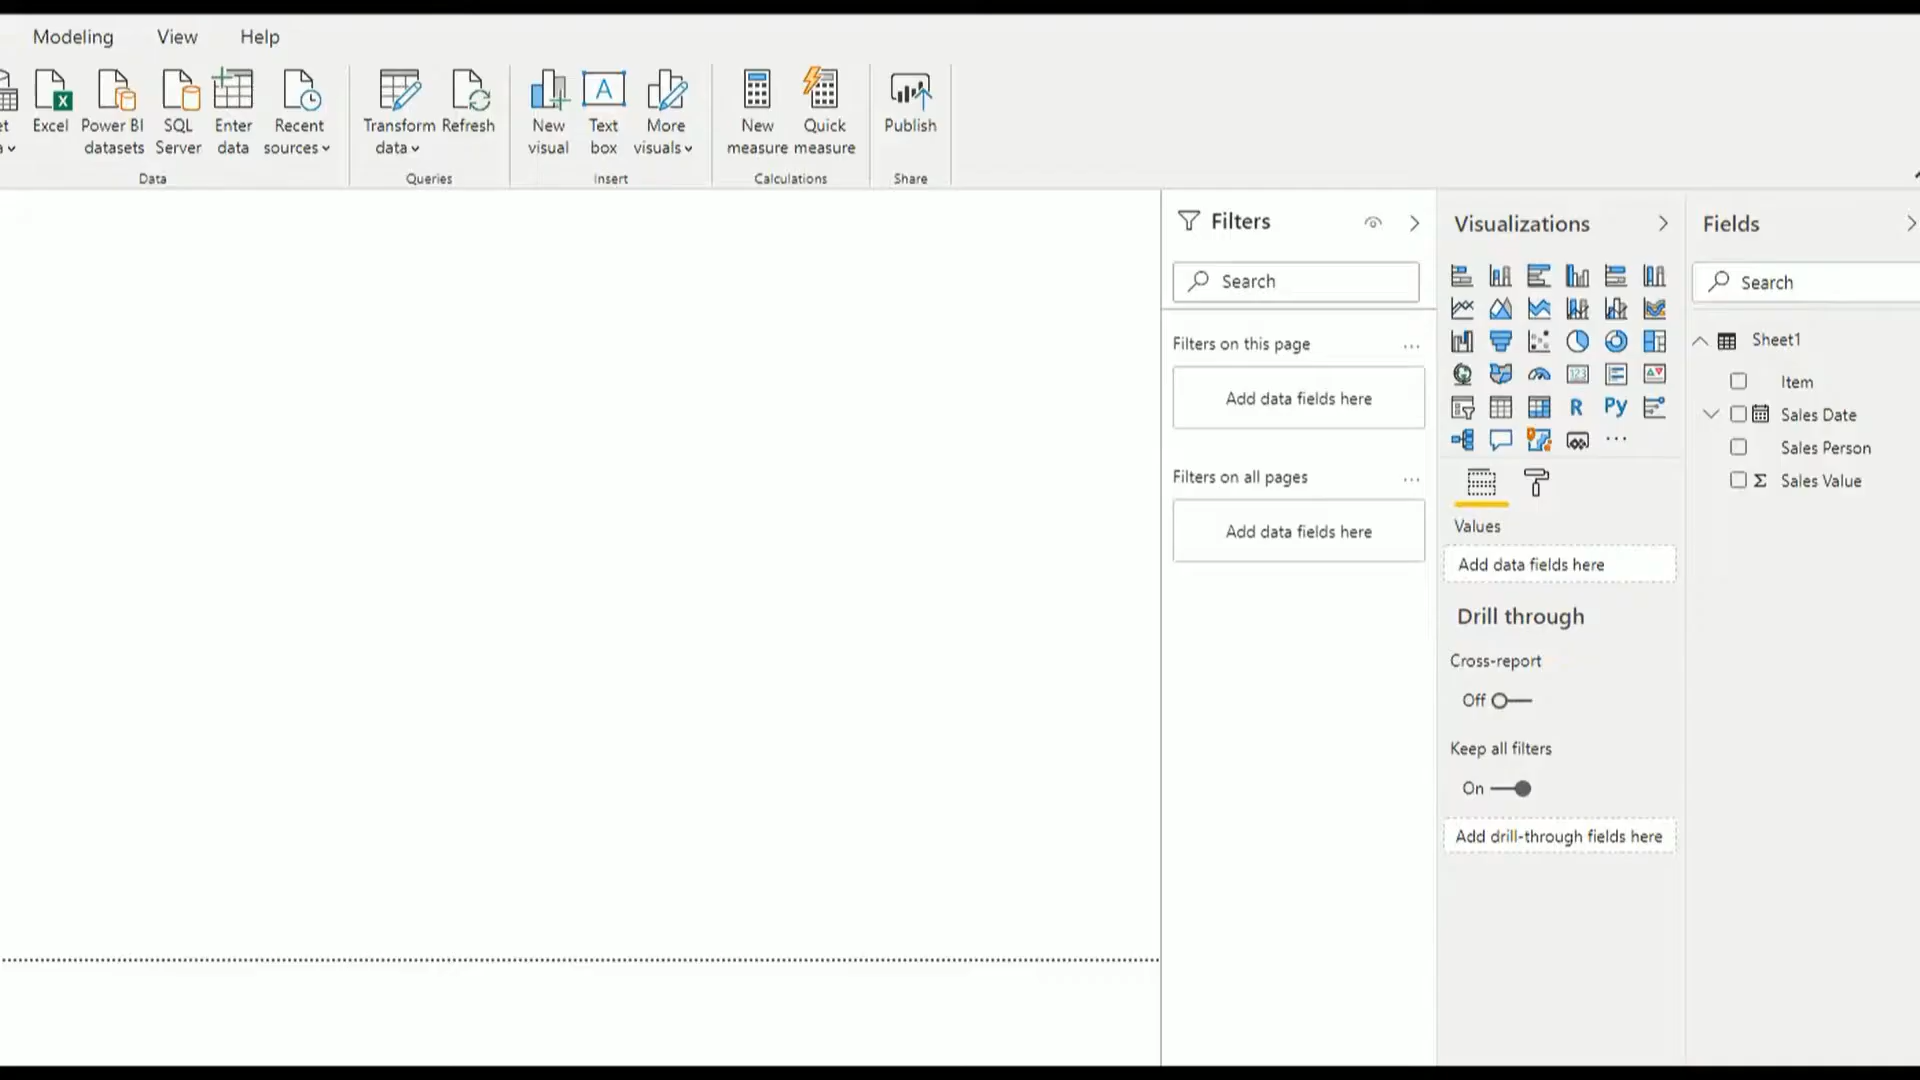 Modeling View Help
Excel
Power BI
datasets
SQL
Server
Enter
data
Recent
sources
Data
Transform
data
Refresh
Queries
New
visual
Text
box
More
visuals
Insert
New
measure
Quick
measure
Calculations
Publish
Share
Filters
Search
Filters on this page
...
Add data fields here
Filters on all pages
...
Add data fields here
Visualizations
R Py
...
Values
Add data fields here
Drill through
Cross-report
Off
Keep all filters
On
Add drill-through fields here
Fields
Search
Sheet1
Item
Sales Date
Sales Person
Σ Sales Value